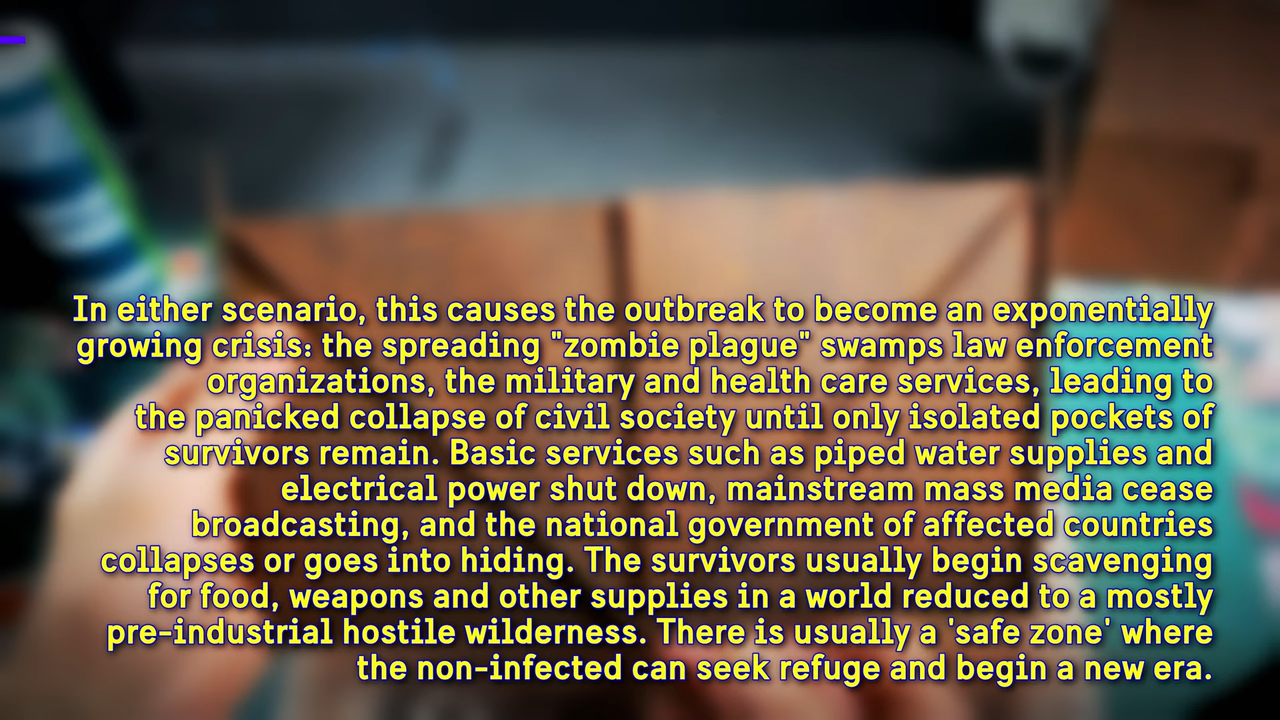 In either scenario, this causes the outbreak to become an exponentially
growing crisis: the spreading "zombie plague" swamps law enforcement
organizations, the military and health care services, leading to
the panicked collapse of civil society until only isolated pockets of
survivors remain. Basic services such as piped water supplies and
electrical power shut down, mainstream mass media cease
broadcasting, and the national government of affected countries
collapses or goes into hiding. The survivors usually begin scavenging
for food, weapons and other supplies in a world reduced to a mostly
pre-industrial hostile wilderness. There is usually a 'safe zone' where
the non-infected can seek refuge and begin a new era.